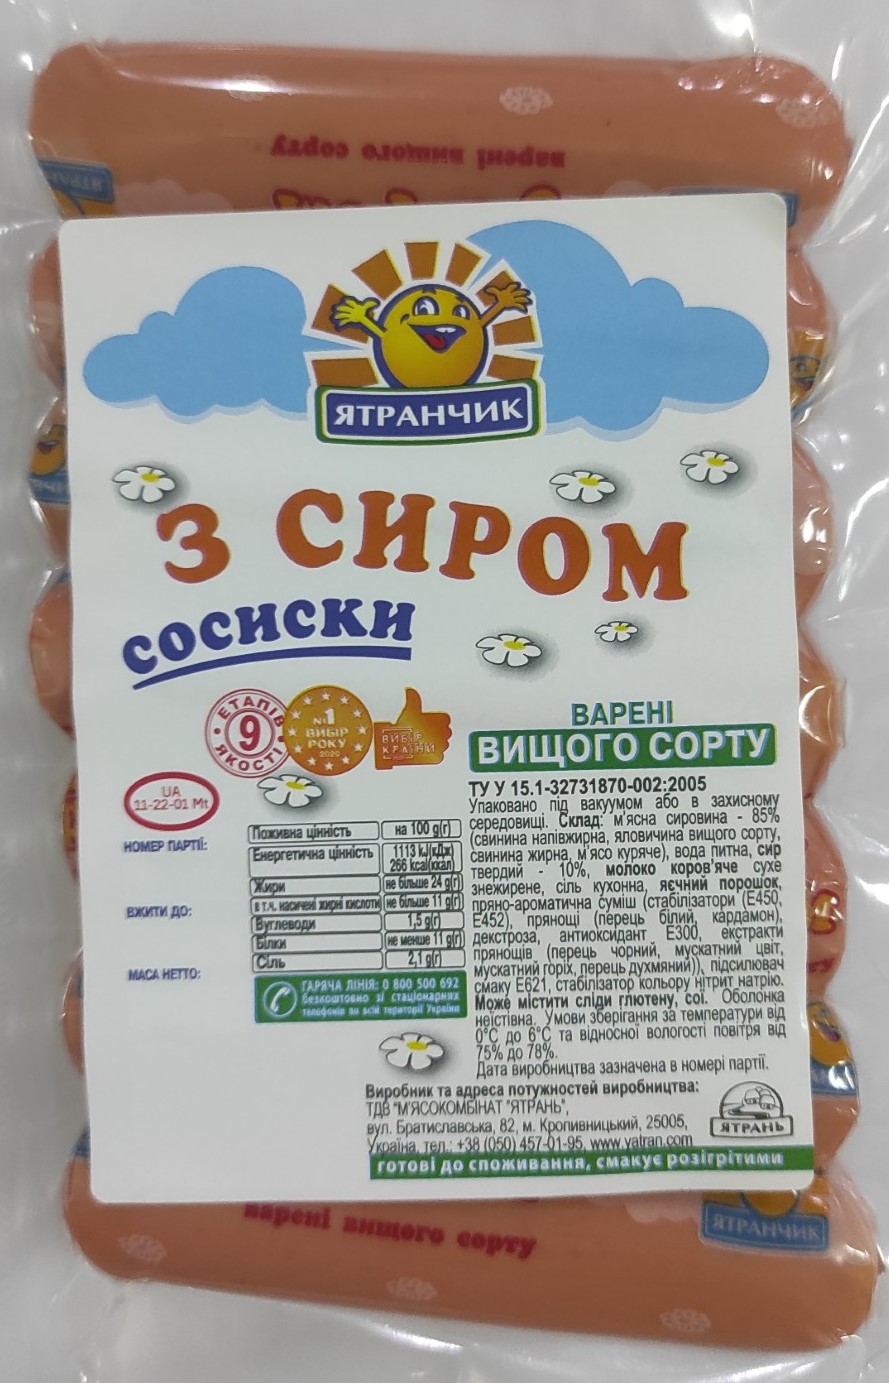 варені вищого сорту
ЯТРАНЧИК
З СИРОМ
СОСИСКИ
ЕТАПІВ
9
ЯКОСТІ
№1
ВИБІР
РОКУ
2020
ВИБІР
КРАЇНИ
ВАРЕНІ
ВИЩОГО СОРТУ
UA
11-22-01 Mt
НОМЕР ПАРТІЇ:
ВЖИТИ ДО:
МАСА НЕТТО:
Поживна цінність на 100 g(г)
Енергетична цінність 1113 kJ(кДж)
266 kcal(ккал)
Жири не більше 24 g(г)
в т.ч. насичені жирні кислоти не більше 11 g(г)
Вуглеводи 1,5 g(г)
Білки не менше 11 g(г)
Сіль 2,1 g(г)
ГАРЯЧА ЛІНІЯ: 0 800 500 692
безкоштовно зі стаціонарних
телефонів по всій території України
ТУ У 15.1-32731870-002:2005
Упаковано під вакуумом або в захисному
середовищі. Склад: м'ясна сировина - 85%
(свинина напівжирна, яловичина вищого сорту,
свинина жирна, м'ясо куряче), вода питна, сир
твердий - 10%, молоко коров'яче сухе
знежирене, сіль кухонна, яєчний порошок,
пряно-ароматична суміш (стабілізатори (Е450,
Е452), прянощі (перець білий, кардамон),
декстроза, антиоксидант Е300, екстракти
прянощів (перець чорний, мускатний цвіт,
мускатний горіх, перець духмяний)), підсилювач
смаку Е621, стабілізатор кольору нітрит натрію.
Може містити сліди глютену, сої. Оболонка
неїстівна. Умови зберігання за температури від
0°С до 6°С та відносної вологості повітря від
75% до 78%.
Дата виробництва зазначена в номері партії.
Виробник та адреса потужностей виробництва:
ТДВ "М'ЯСОКОМБІНАТ "ЯТРАНЬ",
вул. Братиславська, 82, м. Кропивницький, 25005,
Україна, тел.: +38 (050) 457-01-95, www.yatran.com
ЯТРАНЬ
готові до споживання, смакує розігрітими
варені вищого сорту
ЯТРАНЧИК